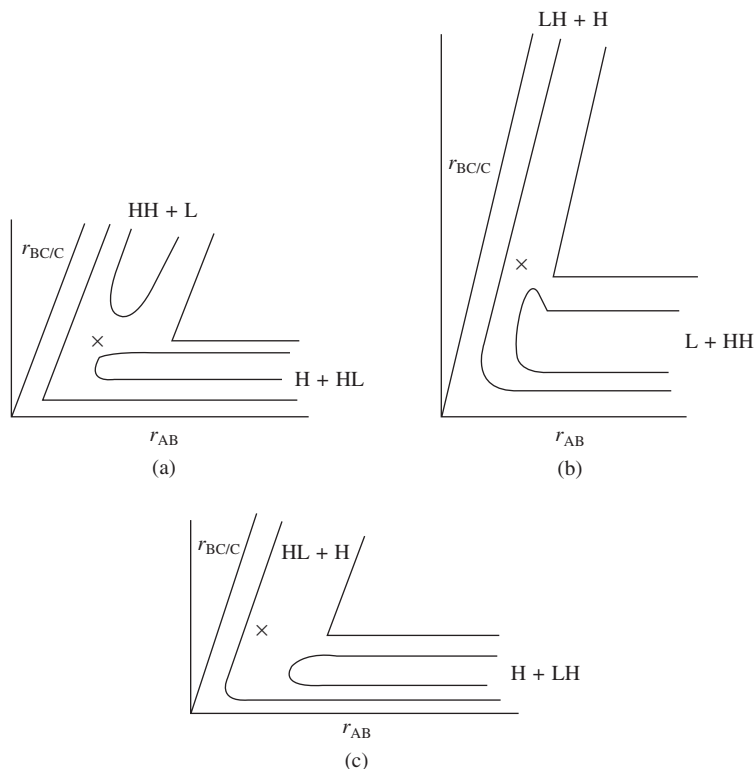 HH + L
r_BC/C
H + HL
r_AB
(a)
LH + H
r_BC/C
L + HH
r_AB
(b)
r_BC/C
HL + H
H + LH
r_AB
(c)